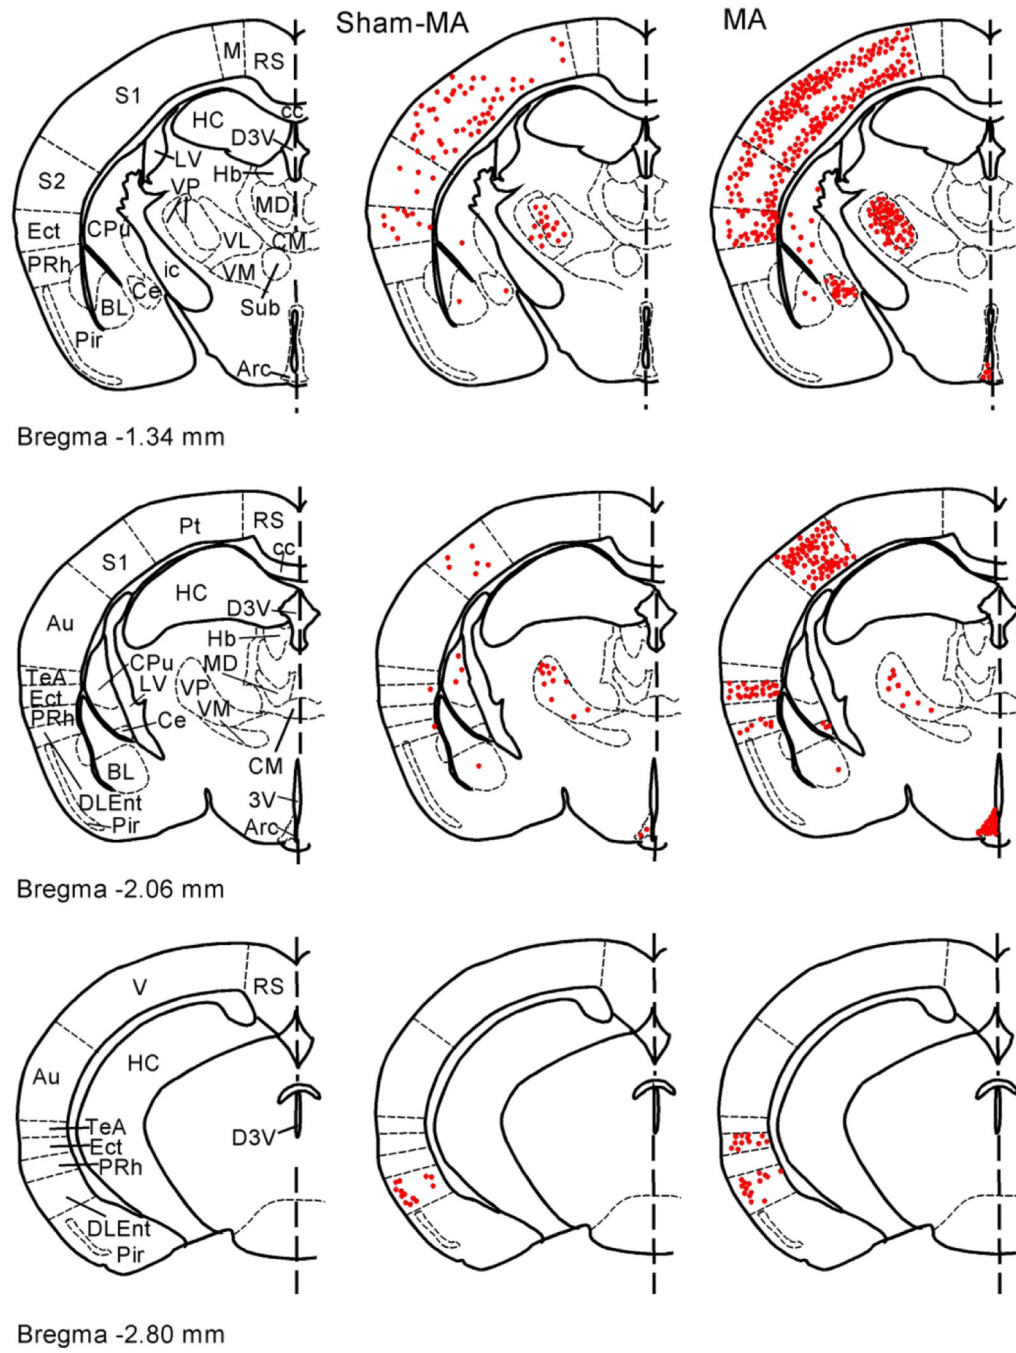 Sham-MA
MA
M
RS
S1
cc
HC
D3V
LV
Hb
S2
VP
MD
Ect
CPu
VL
CM
PRh
ic
VM
Ce
BL
Sub
Pir
Arc
Bregma -1.34 mm
Pt
RS
S1
cc
HC
Au
D3V
Hb
TeA
CPu
MD
Ect
LV
VP
PRh
VM
Ce
BL
CM
DLEnt
3V
Pir
Arc
Bregma -2.06 mm
V
RS
HC
Au
TeA
D3V
Ect
PRh
DLEnt
Pir
Bregma -2.80 mm